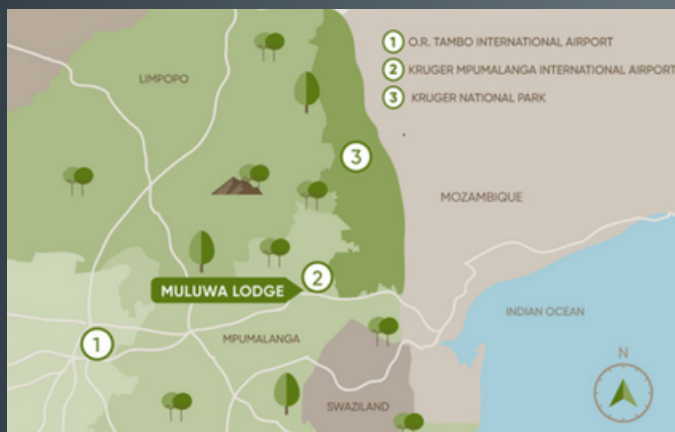 1 O.R. TAMBO INTERNATIONAL AIRPORT
2 KRUGER MPUMALANGA INTERNATIONAL AIRPORT
3 KRUGER NATIONAL PARK
LIMPOPO
3
MOZAMBIQUE
2
MULUWA LODGE
INDIAN OCEAN
1
MPUMALANGA
N
SWAZILAND